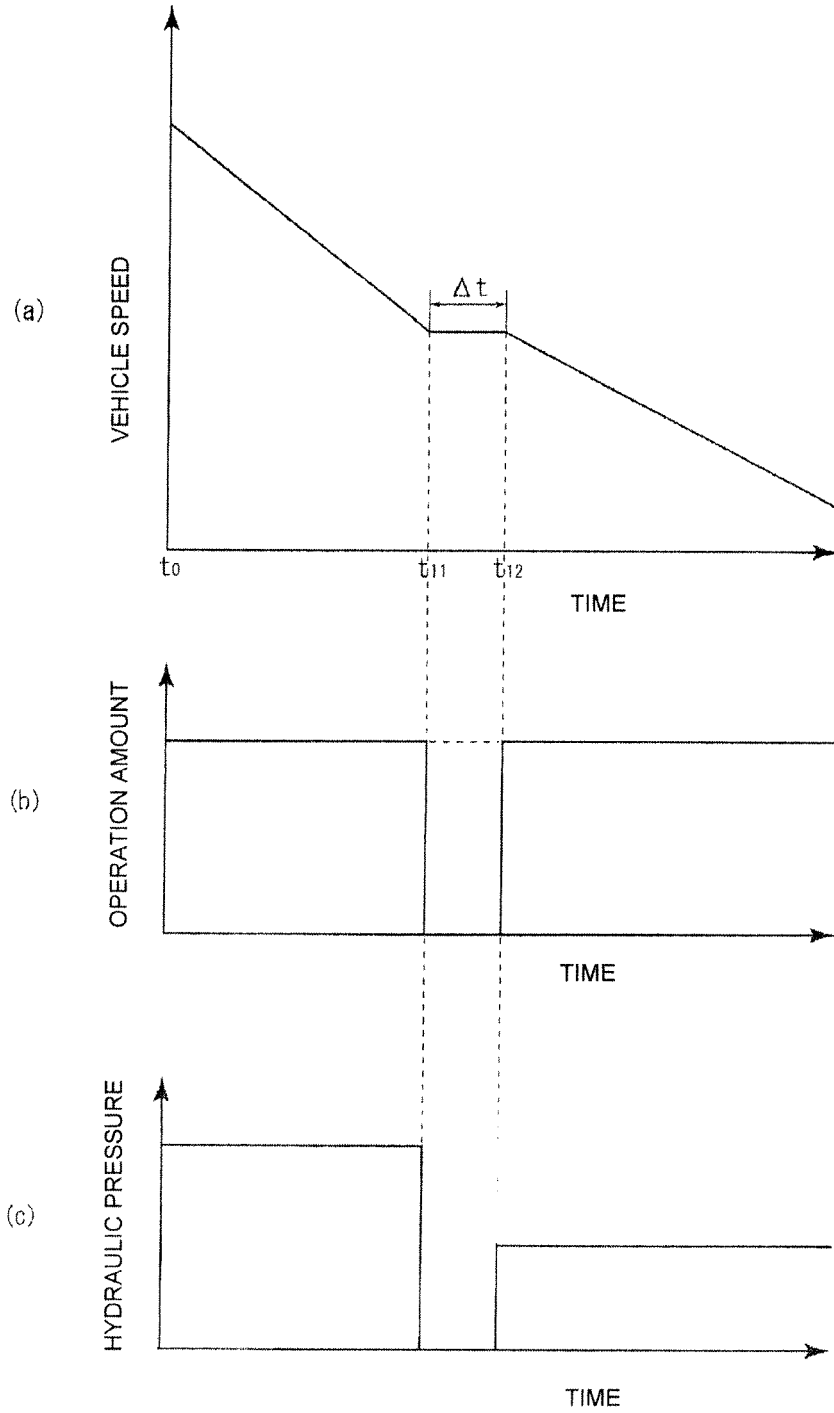 (a)
VEHICLE SPEED
Δt
t0
t11
t12
TIME
(b)
OPERATION AMOUNT
TIME
(c)
HYDRAULIC PRESSURE
TIME